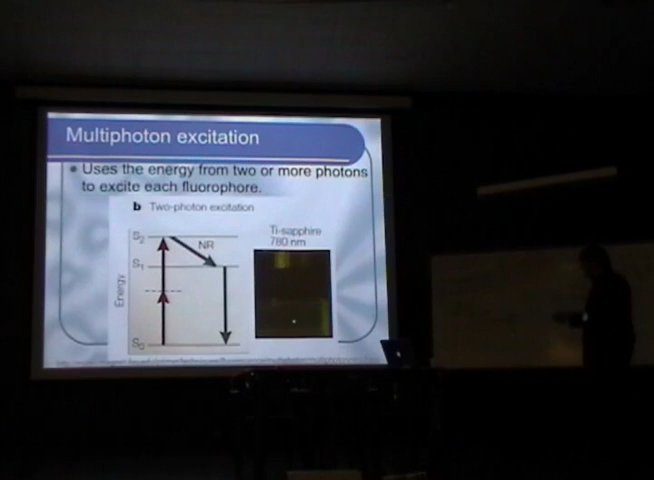 Multiphoton excitation
• Uses the energy from two or more photons
to excite each fluorophore.
b Two-photon excitation
Ti-sapphire
780 nm
S₂
NR
S₁
Energy
S₀